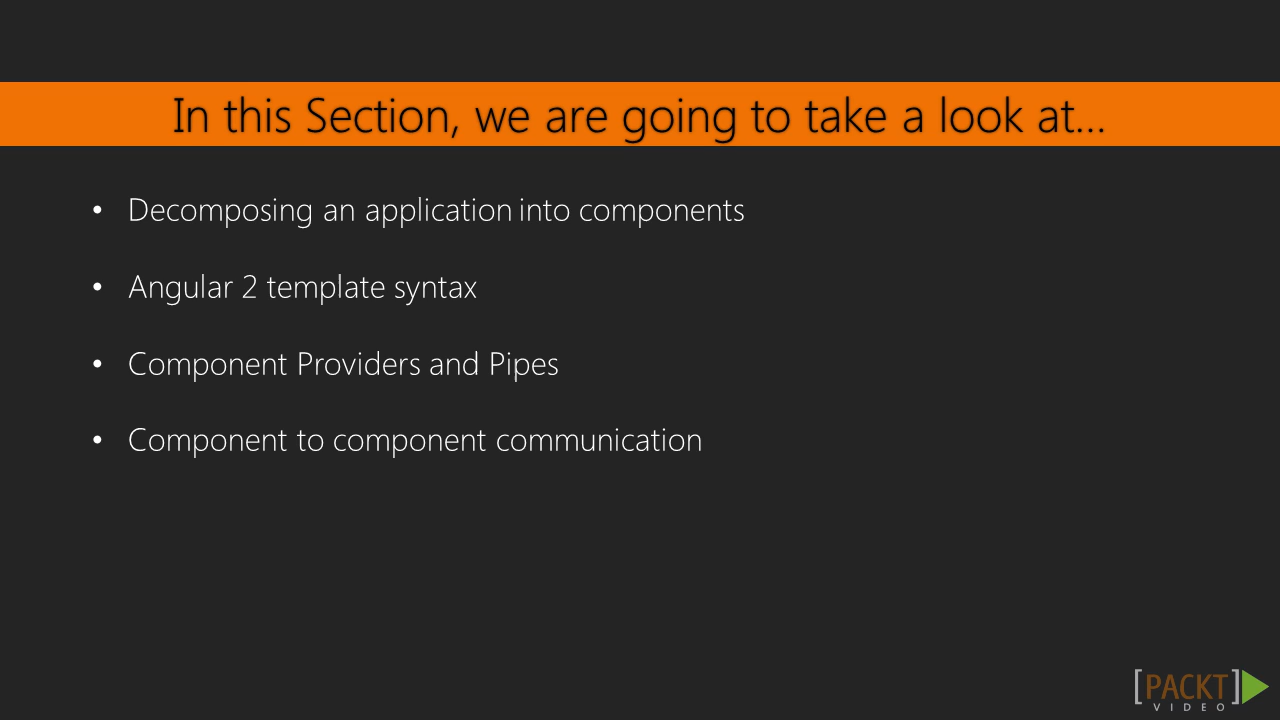 In this Section, we are going to take a look at...
• Decomposing an application into components
• Angular 2 template syntax
• Component Providers and Pipes
• Component to component communication
[PACKT]
VIDEO